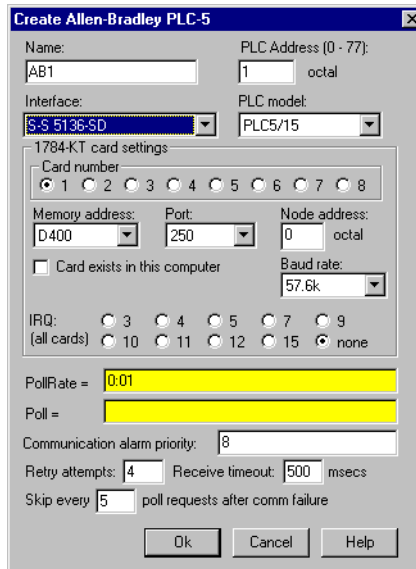 Create Allen-Bradley PLC-5
Name: PLC Address (0 - 77):
AB1 1 octal
Interface: PLC model:
S-S 5136-SD PLC5/15
1784-KT card settings
Card number
1 2 3 4 5 6 7 8
Memory address: Port: Node address:
D400 250 0 octal
Card exists in this computer Baud rate:
57.6k
IRQ: 3 4 5 7 9
(all cards) 10 11 12 15 none
PollRate = 0:01
Poll =
Communication alarm priority: 8
Retry attempts: 4 Receive timeout: 500 msecs
Skip every 5 poll requests after comm failure
Ok Cancel Help